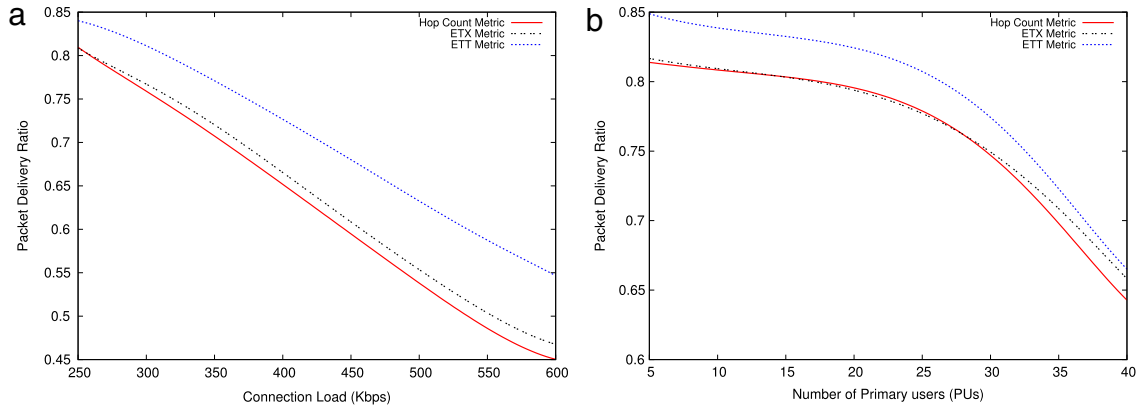 a
Hop Count Metric
ETX Metric
ETT Metric
0.85
0.8
0.75
0.7
0.65
0.6
0.55
0.5
0.45
Packet Delivery Ratio
250 300 350 400 450 500 550 600
Connection Load (Kbps)
b
Hop Count Metric
ETX Metric
ETT Metric
0.85
0.8
0.75
0.7
0.65
0.6
Packet Delivery Ratio
5 10 15 20 25 30 35 40
Number of Primary users (PUs)